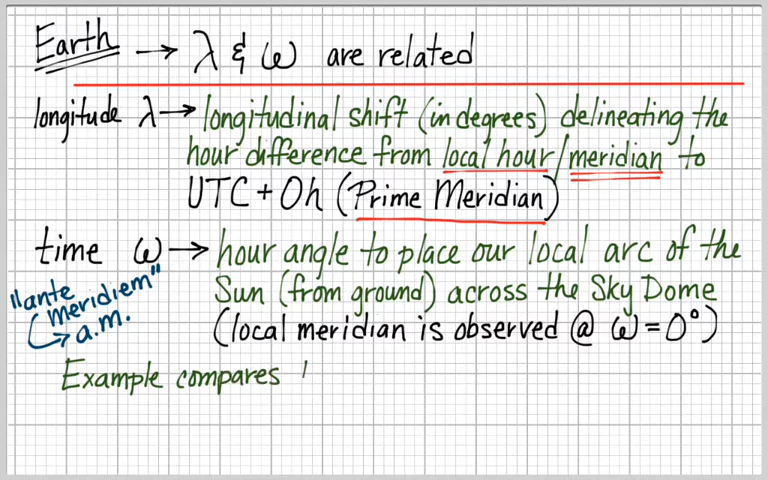 Earth → λ & ω are related
longitude λ → longitudinal shift (in degrees) delineating the
hour difference from local hour/meridian to
UTC + 0h (Prime Meridian)
time ω → hour angle to place our local arc of the
Sun (from ground) across the Sky Dome
(local meridian is observed @ ω = 0°)
"ante
meridiem"
→ a.m.
Example compares